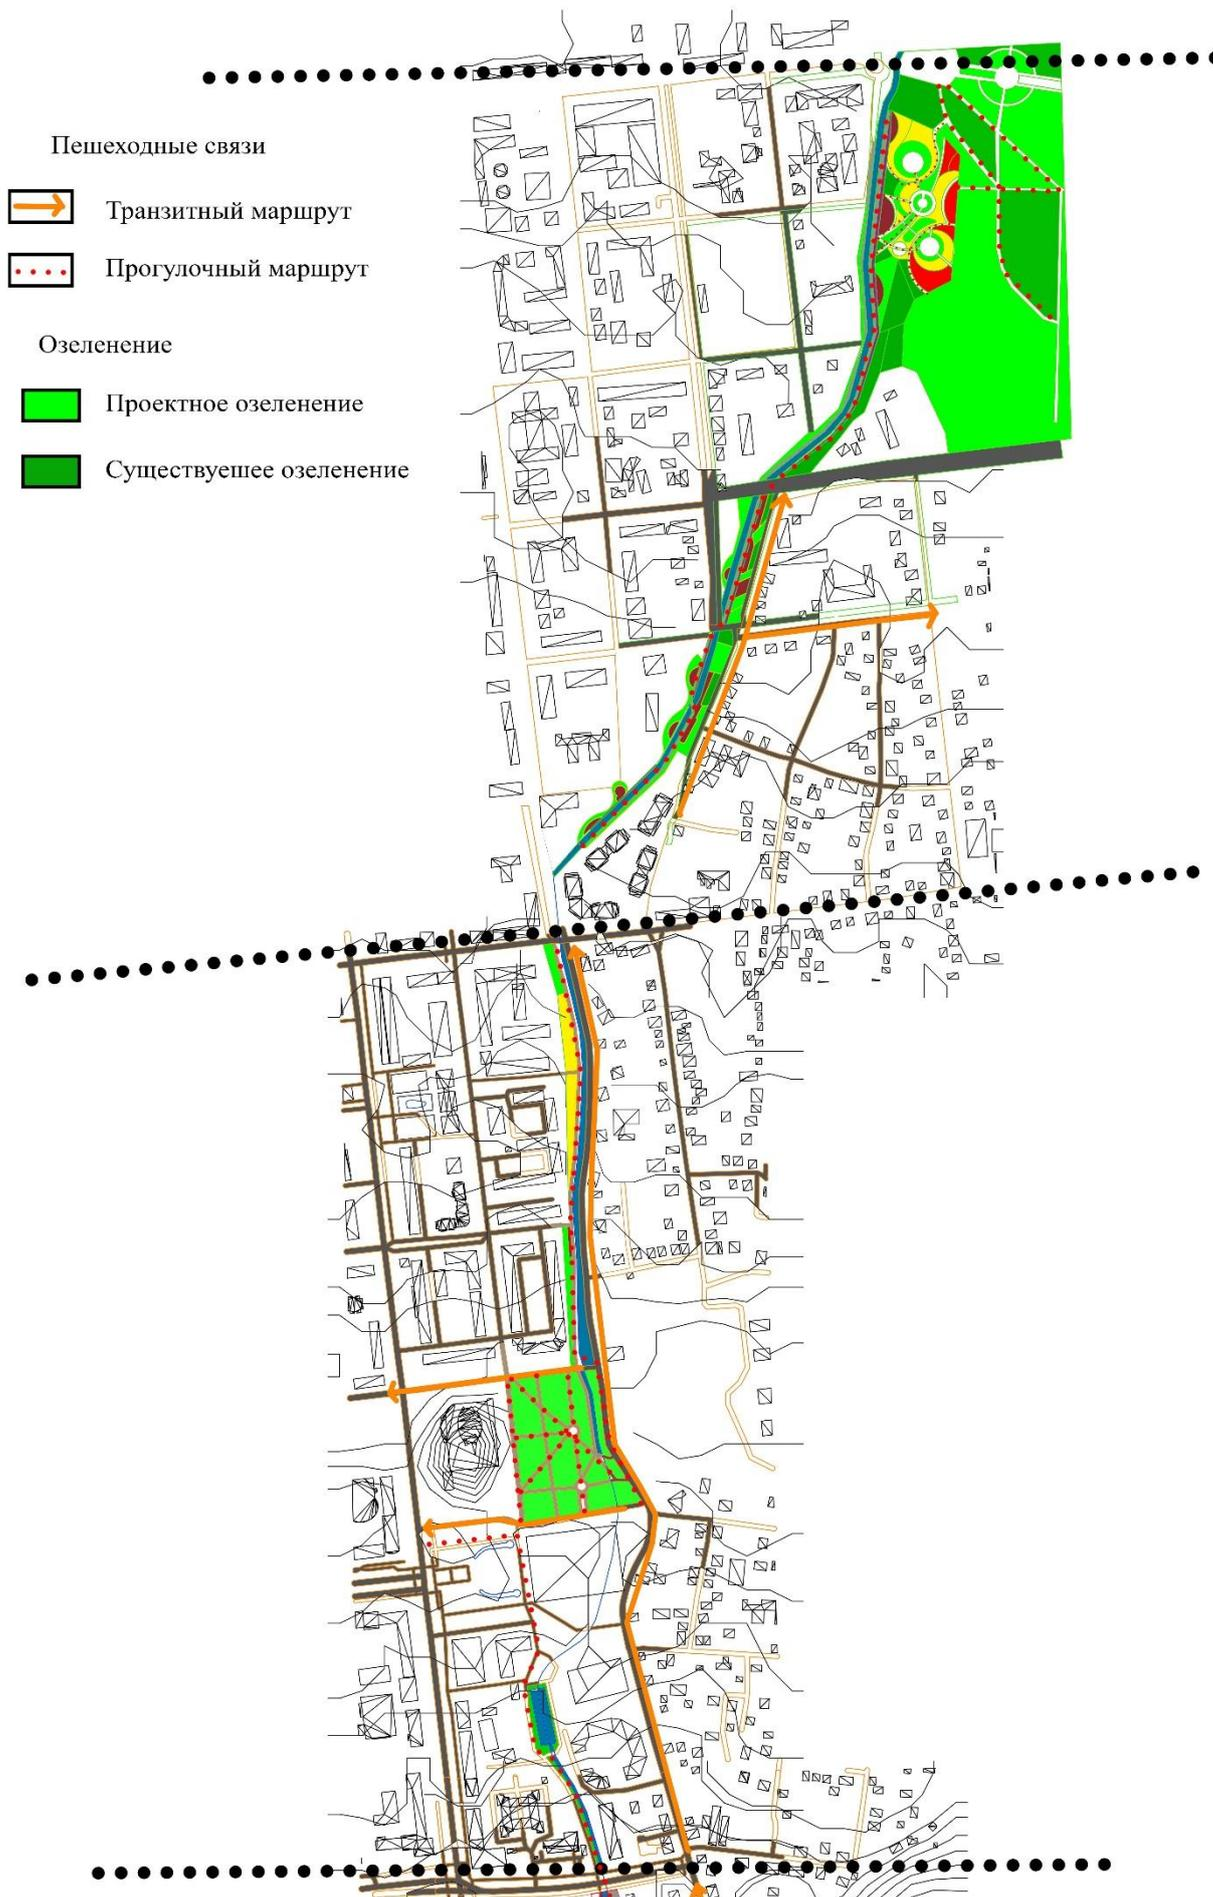 Пешеходные связи
Транзитный маршрут
Прогулочный маршрут
Озеленение
Проектное озеленение
Существуешее озеленение